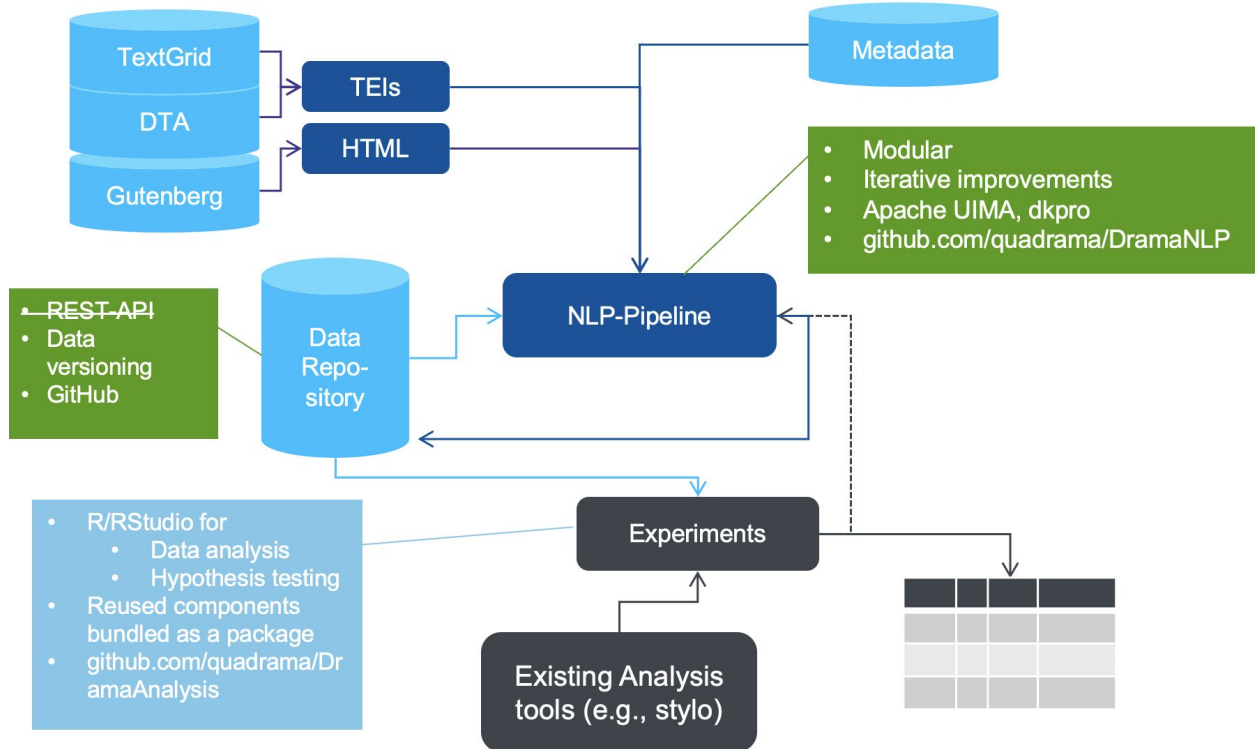 TextGrid
DTA
Gutenberg
TEIs
HTML
Metadata
• Modular
• Iterative improvements
• Apache UIMA, dkpro
• github.com/quadrama/DramaNLP
NLP-Pipeline
• REST-API
• Data
versioning
• GitHub
Data
Repo-
sitory
• R/RStudio for
• Data analysis
• Hypothesis testing
• Reused components
bundled as a package
• github.com/quadrama/Dr
amaAnalysis
Experiments
Existing Analysis
tools (e.g., stylo)